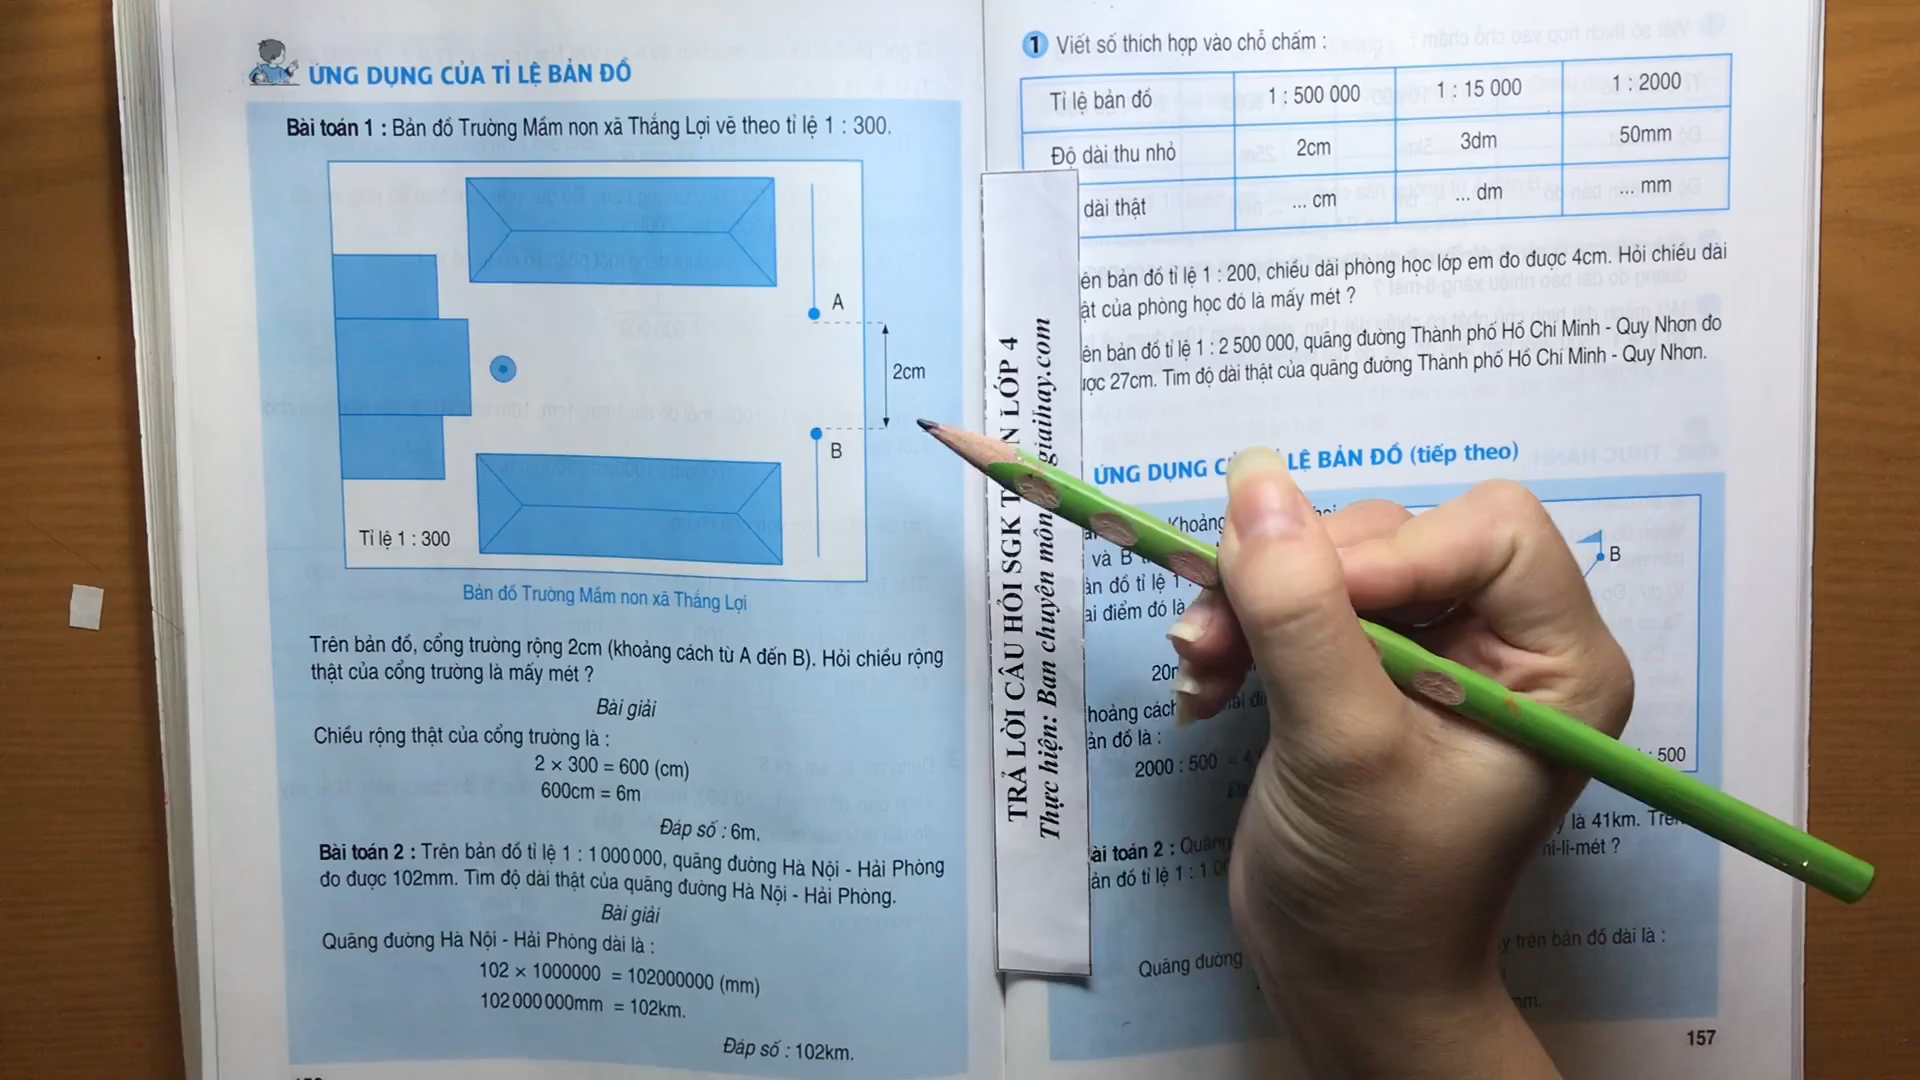 ỨNG DỤNG CỦA TỈ LỆ BẢN ĐỒ
Bài toán 1 : Bản đồ Trường Mầm non xã Thắng Lợi vẽ theo tỉ lệ 1 : 300.
A
2cm
B
Tỉ lệ 1 : 300
Bản đồ Trường Mầm non xã Thắng Lợi
Trên bản đồ, cổng trường rộng 2cm (khoảng cách từ A đến B). Hỏi chiều rộng
thật của cổng trường là mấy mét ?
Bài giải
Chiều rộng thật của cổng trường là :
2 × 300 = 600 (cm)
600cm = 6m
Đáp số : 6m.
Bài toán 2 : Trên bản đồ tỉ lệ 1 : 1 000 000, quãng đường Hà Nội - Hải Phòng
đo được 102mm. Tìm độ dài thật của quãng đường Hà Nội - Hải Phòng.
Bài giải
Quãng đường Hà Nội - Hải Phòng dài là :
102 × 1000000 = 102000000 (mm)
102 000 000mm = 102km.
Đáp số : 102km.
TRẢ LỜI CÂU HỎI SGK LỚP 4
Thực hiện: Ban chuyên môn giaihay.com
1 Viết số thích hợp vào chỗ chấm :
Tỉ lệ bản đồ 1 : 500 000 1 : 15 000 1 : 2000
Độ dài thu nhỏ 2cm 3dm 50mm
dài thật ... cm ... dm ... mm
bản đồ tỉ lệ 1 : 200, chiều dài phòng học lớp em đo được 4cm. Hỏi chiều dài
của phòng học đó là mấy mét ?
bản đồ tỉ lệ 1 : 2 500 000, quãng đường Thành phố Hồ Chí Minh - Quy Nhơn đo
27cm. Tìm độ dài thật của quãng đường Thành phố Hồ Chí Minh - Quy Nhơn.
ỨNG DỤNG LỆ BẢN ĐỒ (tiếp theo)
Khoảng
và B
B
đồ tỉ lệ 1
điểm đó là
cách
đồ là :
2000 : 500 =
: 500
toán 2 : Quãng là 41km. Trên
đồ tỉ lệ 1 : 1 mi-li-mét ?
trên bản đồ dài là :
Quãng đường
mm.
157